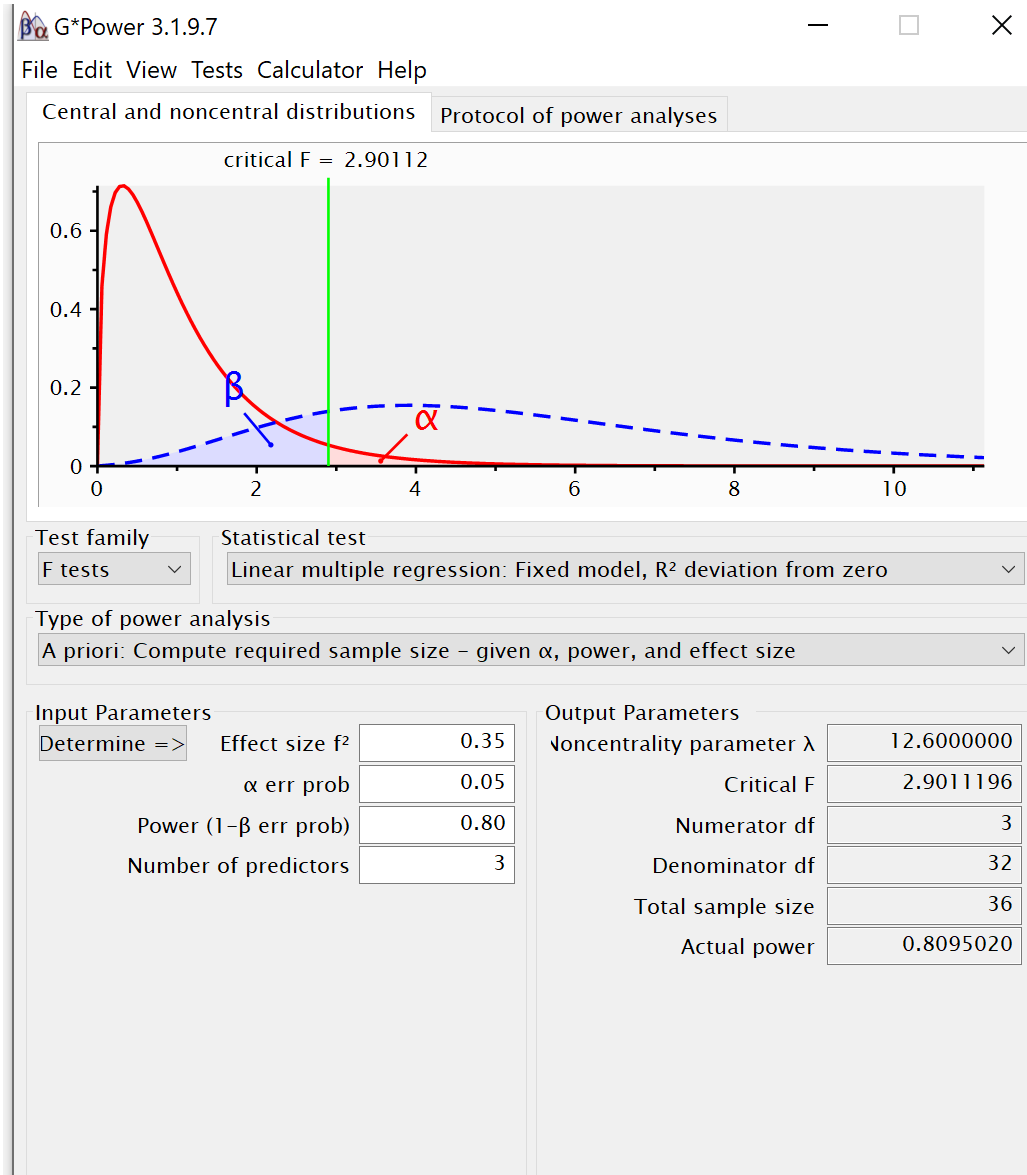 G*Power 3.1.9.7
File Edit View Tests Calculator Help
Central and noncentral distributions
Protocol of power analyses
critical F = 2.90112
0.6
0.4
0.2
0
β
α
0 2 4 6 8 10
Test family
Statistical test
F tests
Linear multiple regression: Fixed model, R² deviation from zero
Type of power analysis
A priori: Compute required sample size – given α, power, and effect size
Input Parameters
Determine =>
Effect size f² 0.35
α err prob 0.05
Power (1–β err prob) 0.80
Number of predictors 3
Output Parameters
Noncentrality parameter λ 12.6000000
Critical F 2.9011196
Numerator df 3
Denominator df 32
Total sample size 36
Actual power 0.8095020